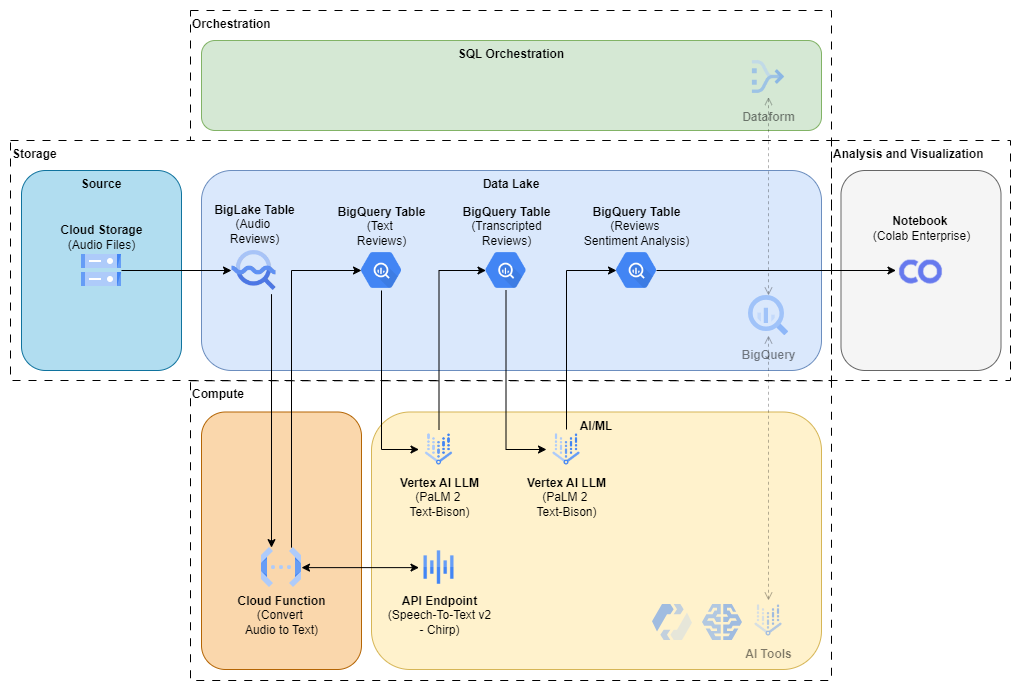 Orchestration
SQL Orchestration
Dataform
Storage
Source
Cloud Storage
(Audio Files)
Data Lake
BigLake Table
(Audio
Reviews)
BigQuery Table
(Text
Reviews)
BigQuery Table
(Transcripted
Reviews)
BigQuery Table
(Reviews
Sentiment Analysis)
BigQuery
Analysis and Visualization
Notebook
(Colab Enterprise)
CO
Compute
AI/ML
Vertex AI LLM
(PaLM 2
Text-Bison)
Vertex AI LLM
(PaLM 2
Text-Bison)
Cloud Function
(Convert
Audio to Text)
API Endpoint
(Speech-To-Text v2
- Chirp)
AI Tools